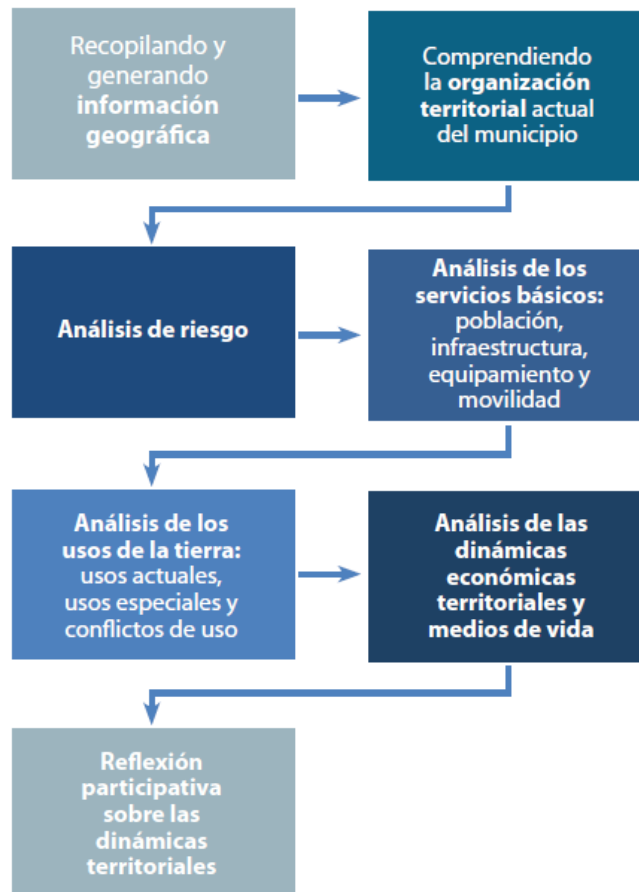 Recopilando y
generando
información
geográfica
Comprendiendo
la organización
territorial actual
del municipio
Análisis de riesgo
Análisis de los
servicios básicos:
población,
infraestructura,
equipamiento y
movilidad
Análisis de los
usos de la tierra:
usos actuales,
usos especiales y
conflictos de uso
Análisis de las
dinámicas
económicas
territoriales y
medios de vida
Reflexión
participativa
sobre las
dinámicas
territoriales